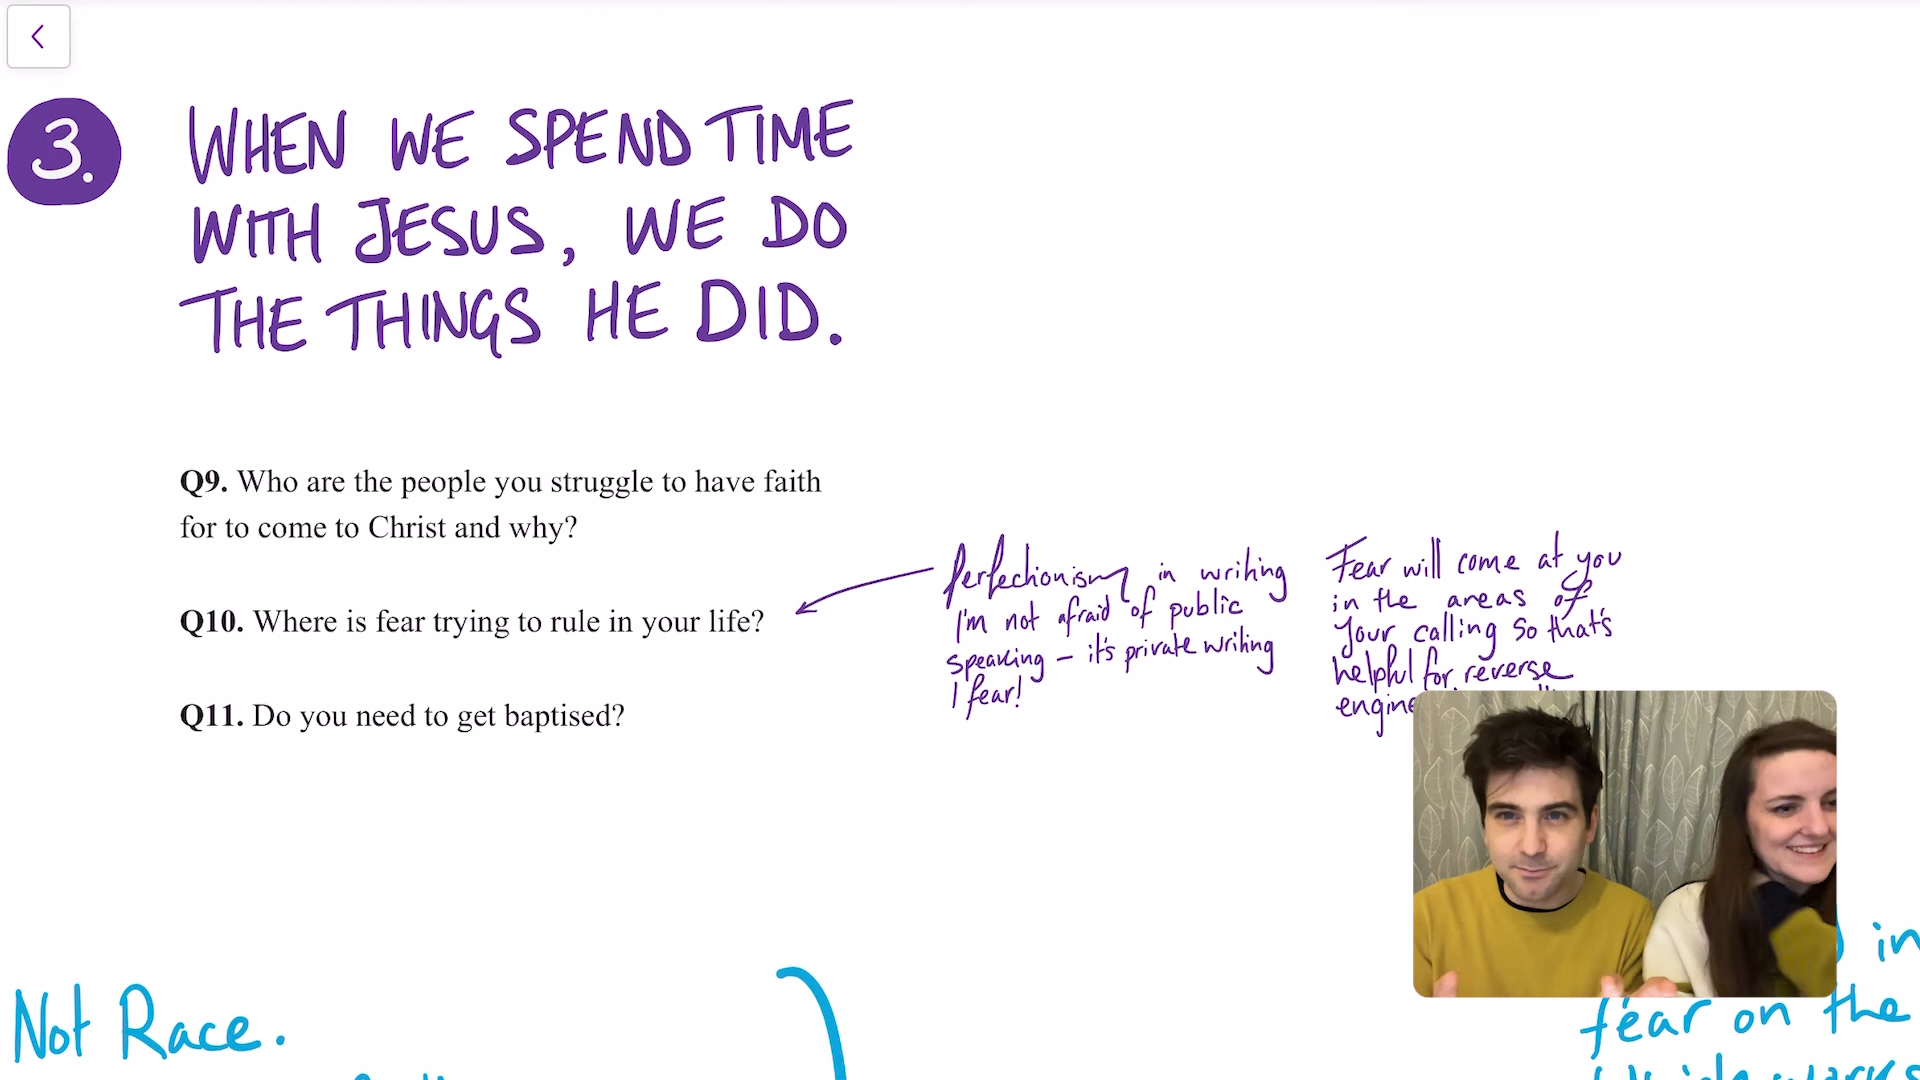 3.
WHEN WE SPEND TIME
WITH JESUS, WE DO
THE THINGS HE DID.
Q9. Who are the people you struggle to have faith
for to come to Christ and why?
Q10. Where is fear trying to rule in your life?
Q11. Do you need to get baptised?
Perfectionism in writing
I'm not afraid of public
speaking – it's private writing
I fear!
Fear will come at you
in the areas of
your calling so that's
helpful for reverse
Not Race.
in
fear on the